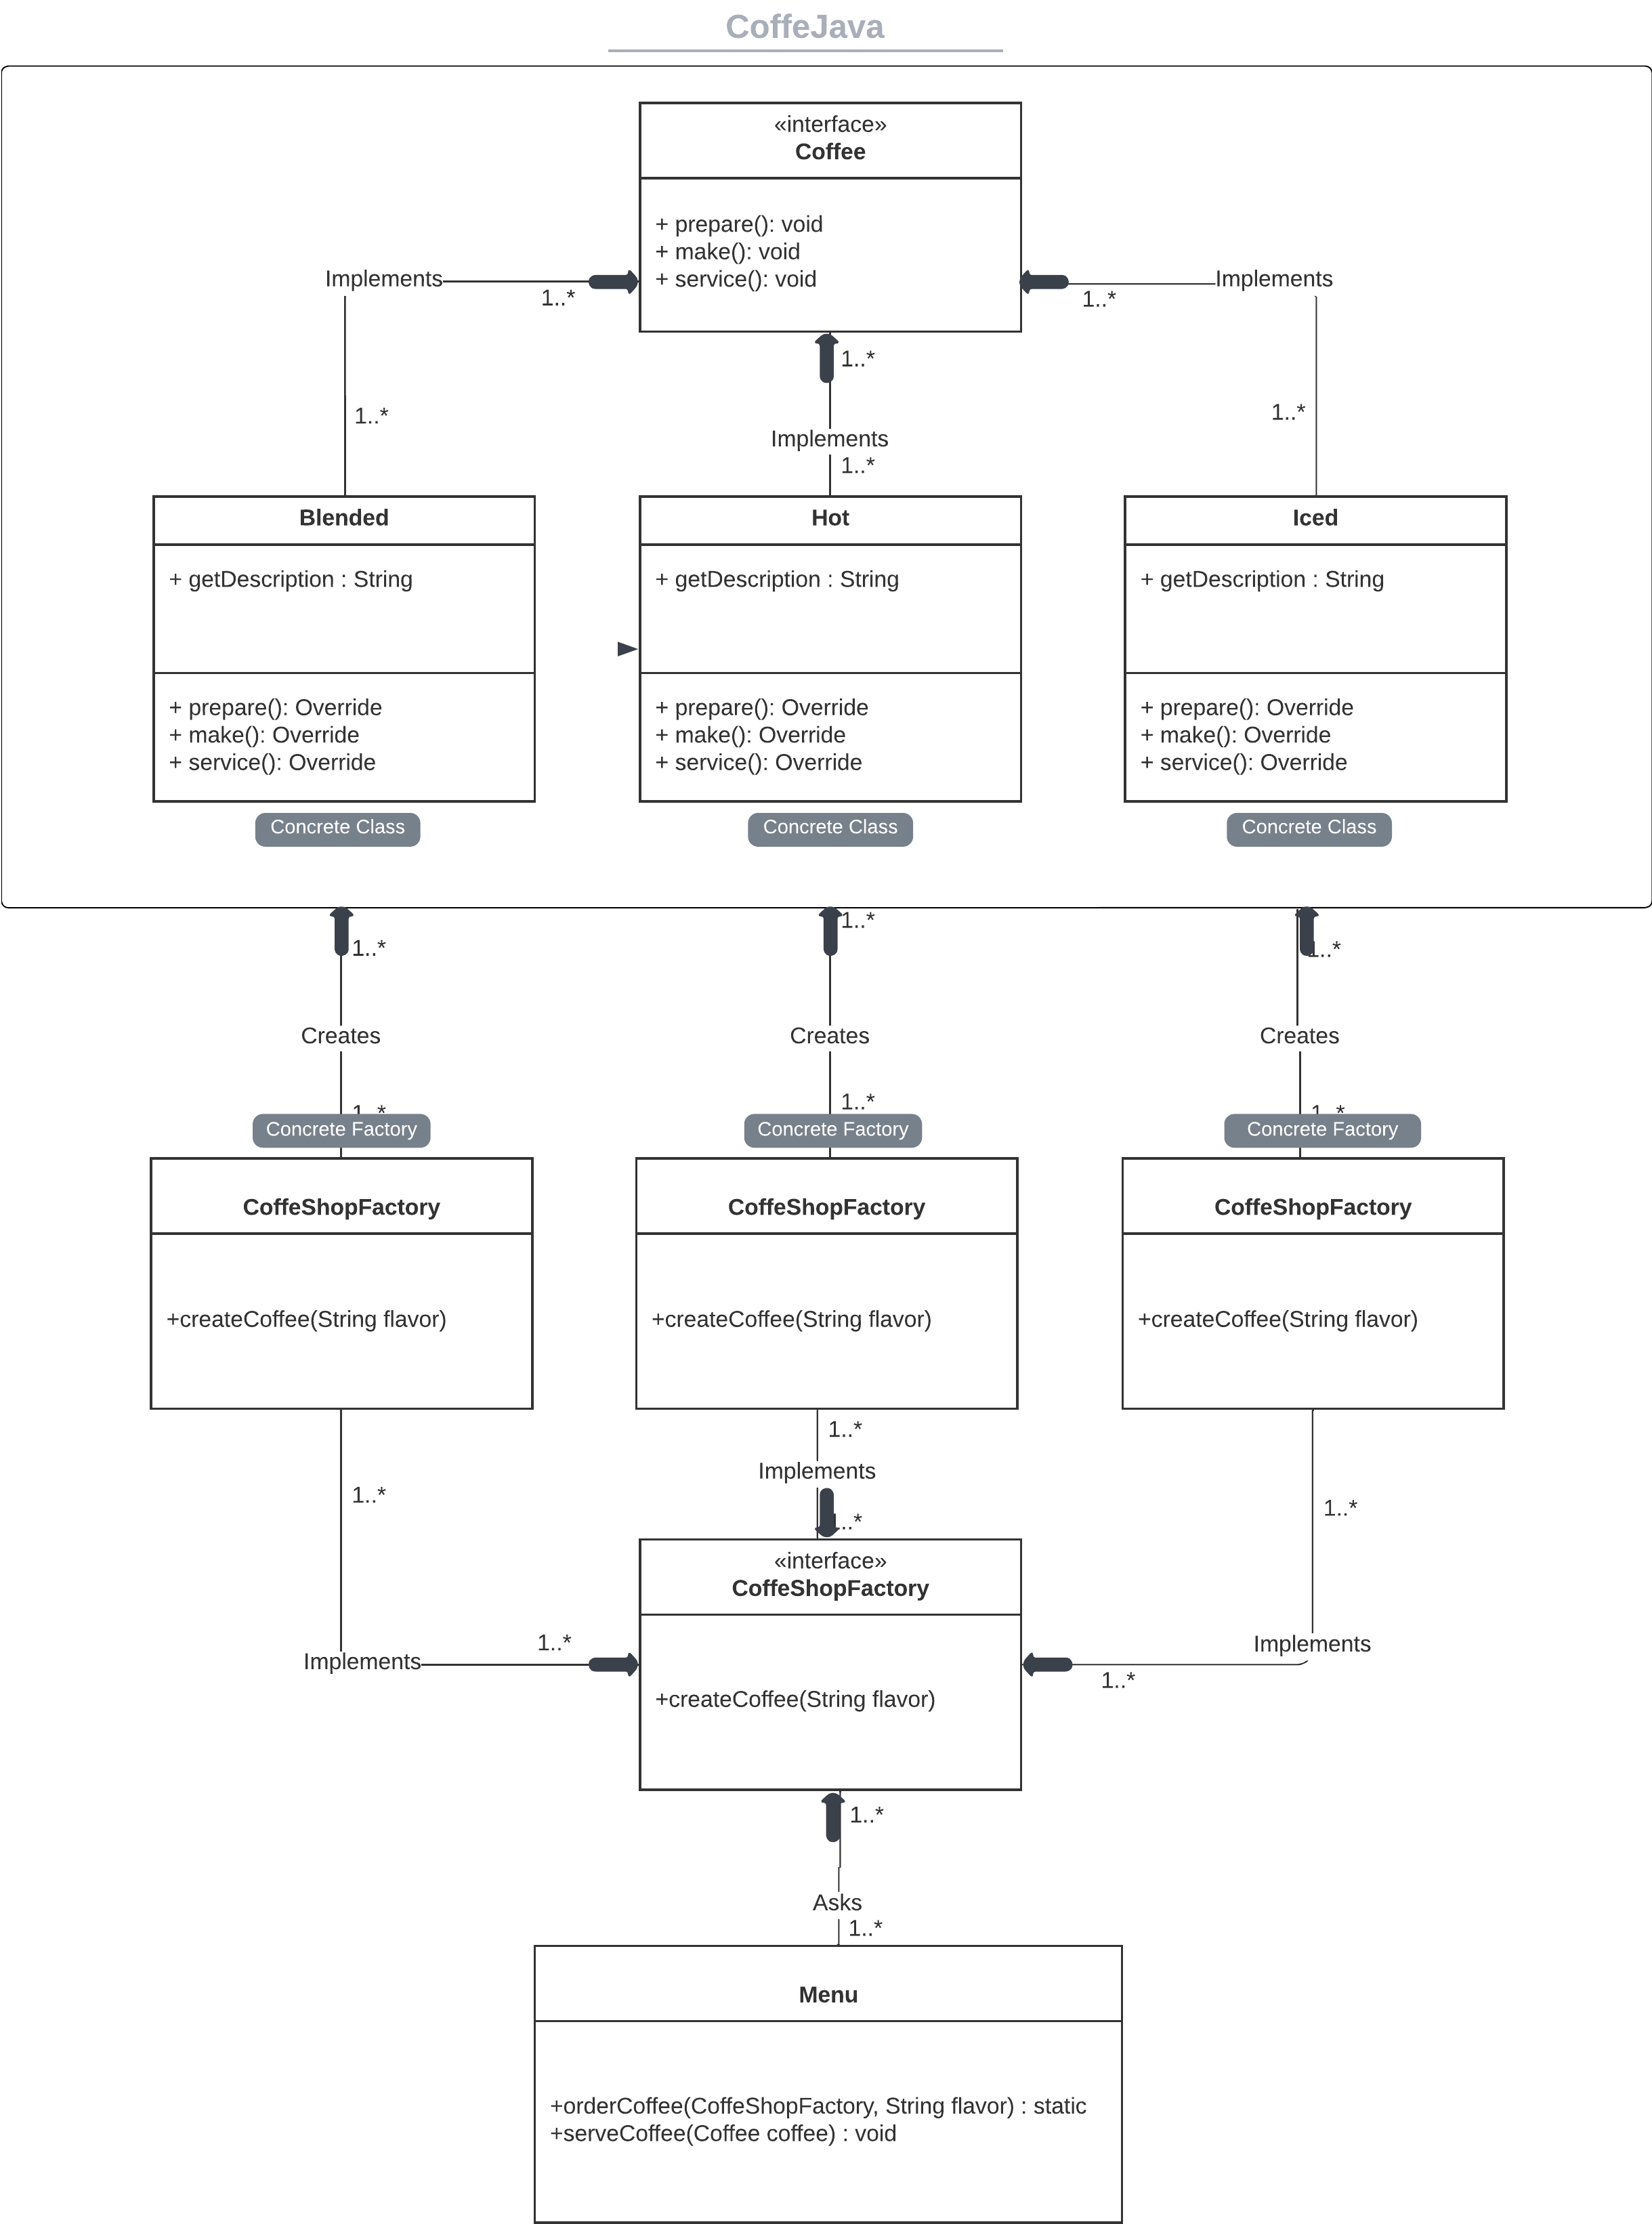 CoffeJava
«interface»
Coffee
+ prepare(): void
+ make(): void
+ service(): void
Implements
1..*
1..*
Implements
1..*
1..*
1..*
Implements
1..*
Blended
Hot
Iced
+ getDescription : String
+ getDescription : String
+ getDescription : String
+ prepare(): Override
+ make(): Override
+ service(): Override
+ prepare(): Override
+ make(): Override
+ service(): Override
+ prepare(): Override
+ make(): Override
+ service(): Override
Concrete Class
Concrete Class
Concrete Class
1..*
1..*
1..*
Creates
Creates
Creates
1..*
1..*
1..*
Concrete Factory
Concrete Factory
Concrete Factory
CoffeShopFactory
CoffeShopFactory
CoffeShopFactory
+createCoffee(String flavor)
+createCoffee(String flavor)
+createCoffee(String flavor)
1..*
Implements
1..*
1..*
1..*
«interface»
CoffeShopFactory
1..*
Implements
Implements
1..*
+createCoffee(String flavor)
1..*
Asks
1..*
Menu
+orderCoffee(CoffeShopFactory, String flavor) : static
+serveCoffee(Coffee coffee) : void